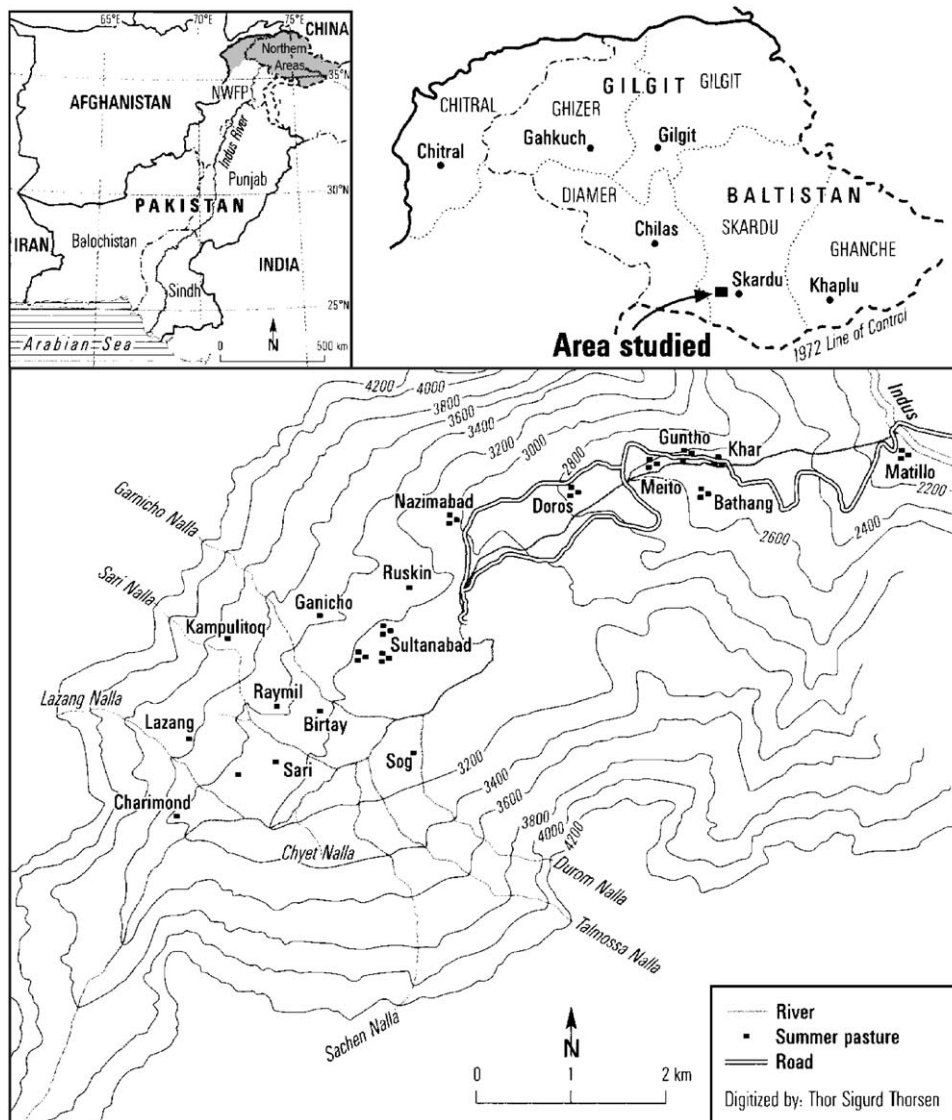 65°E
70°E
75°E
CHINA
Northern
Areas
35°N
NWFP
AFGHANISTAN
Indus River
Punjab
30°N
PAKISTAN
IRAN
Balochistan
INDIA
Sindh
25°N
Arabian Sea
N
0
500 km
GILGIT
GILGIT
CHITRAL
GHIZER
Chitral
Gahkuch
Gilgit
DIAMER
BALTISTAN
SKARDU
Chilas
GHANCHE
Skardu
Khaplu
Area studied
1972 Line of Control
4200
4000
3800
3600
3400
3200
3000
2800
Indus
Guntho
Khar
Matillo
Meito
Bathang
Doros
2200
2400
2600
Nazimabad
Garnicho Nalla
Ruskin
Sari Nalla
Ganicho
Kampulitoq
Sultanabad
Lazang Nalla
Raymil
Lazang
Birtay
Sari
Sog
3200
3400
3600
3800
4000
4200
Charimond
Chyet Nalla
Durom Nalla
Talmossa Nalla
Sachen Nalla
N
0
1
2 km
River
Summer pasture
Road
Digitized by: Thor Sigurd Thorsen